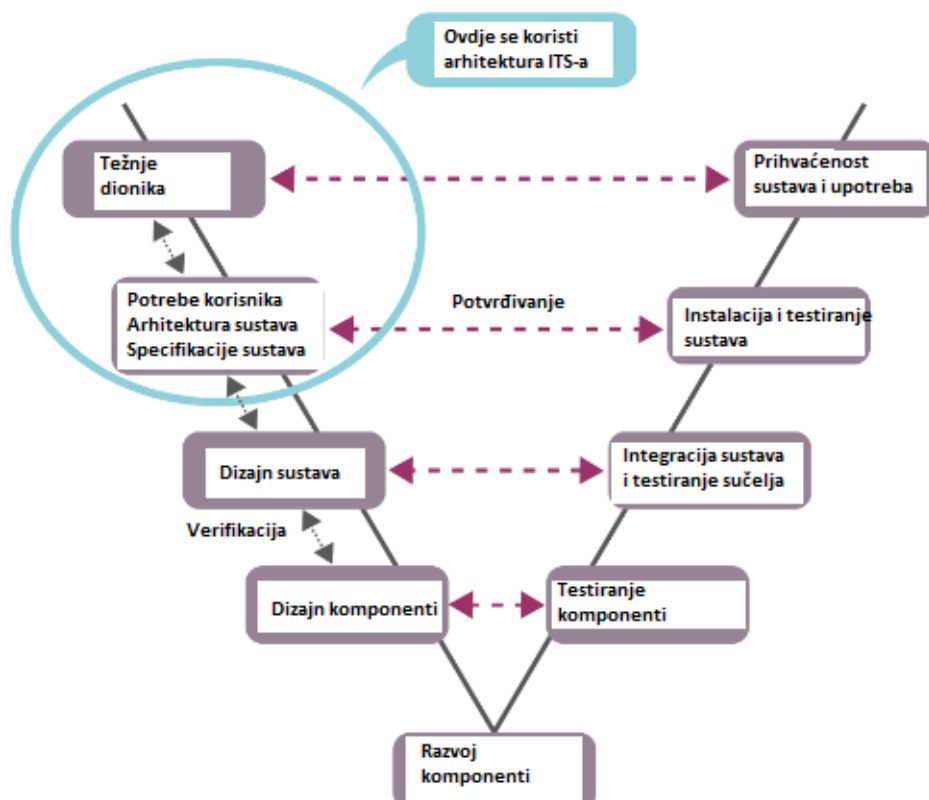 Ovdje se koristi
arhitektura ITS-a
Težnje
dionika
Prihvaćenost
sustava i upotreba
Potrebe korisnika
Arhitektura sustava
Specifikacije sustava
Potvrđivanje
Instalacija i testiranje
sustava
Dizajn sustava
Integracija sustava
i testiranje sučelja
Verifikacija
Dizajn komponenti
Testiranje
komponenti
Razvoj
komponenti